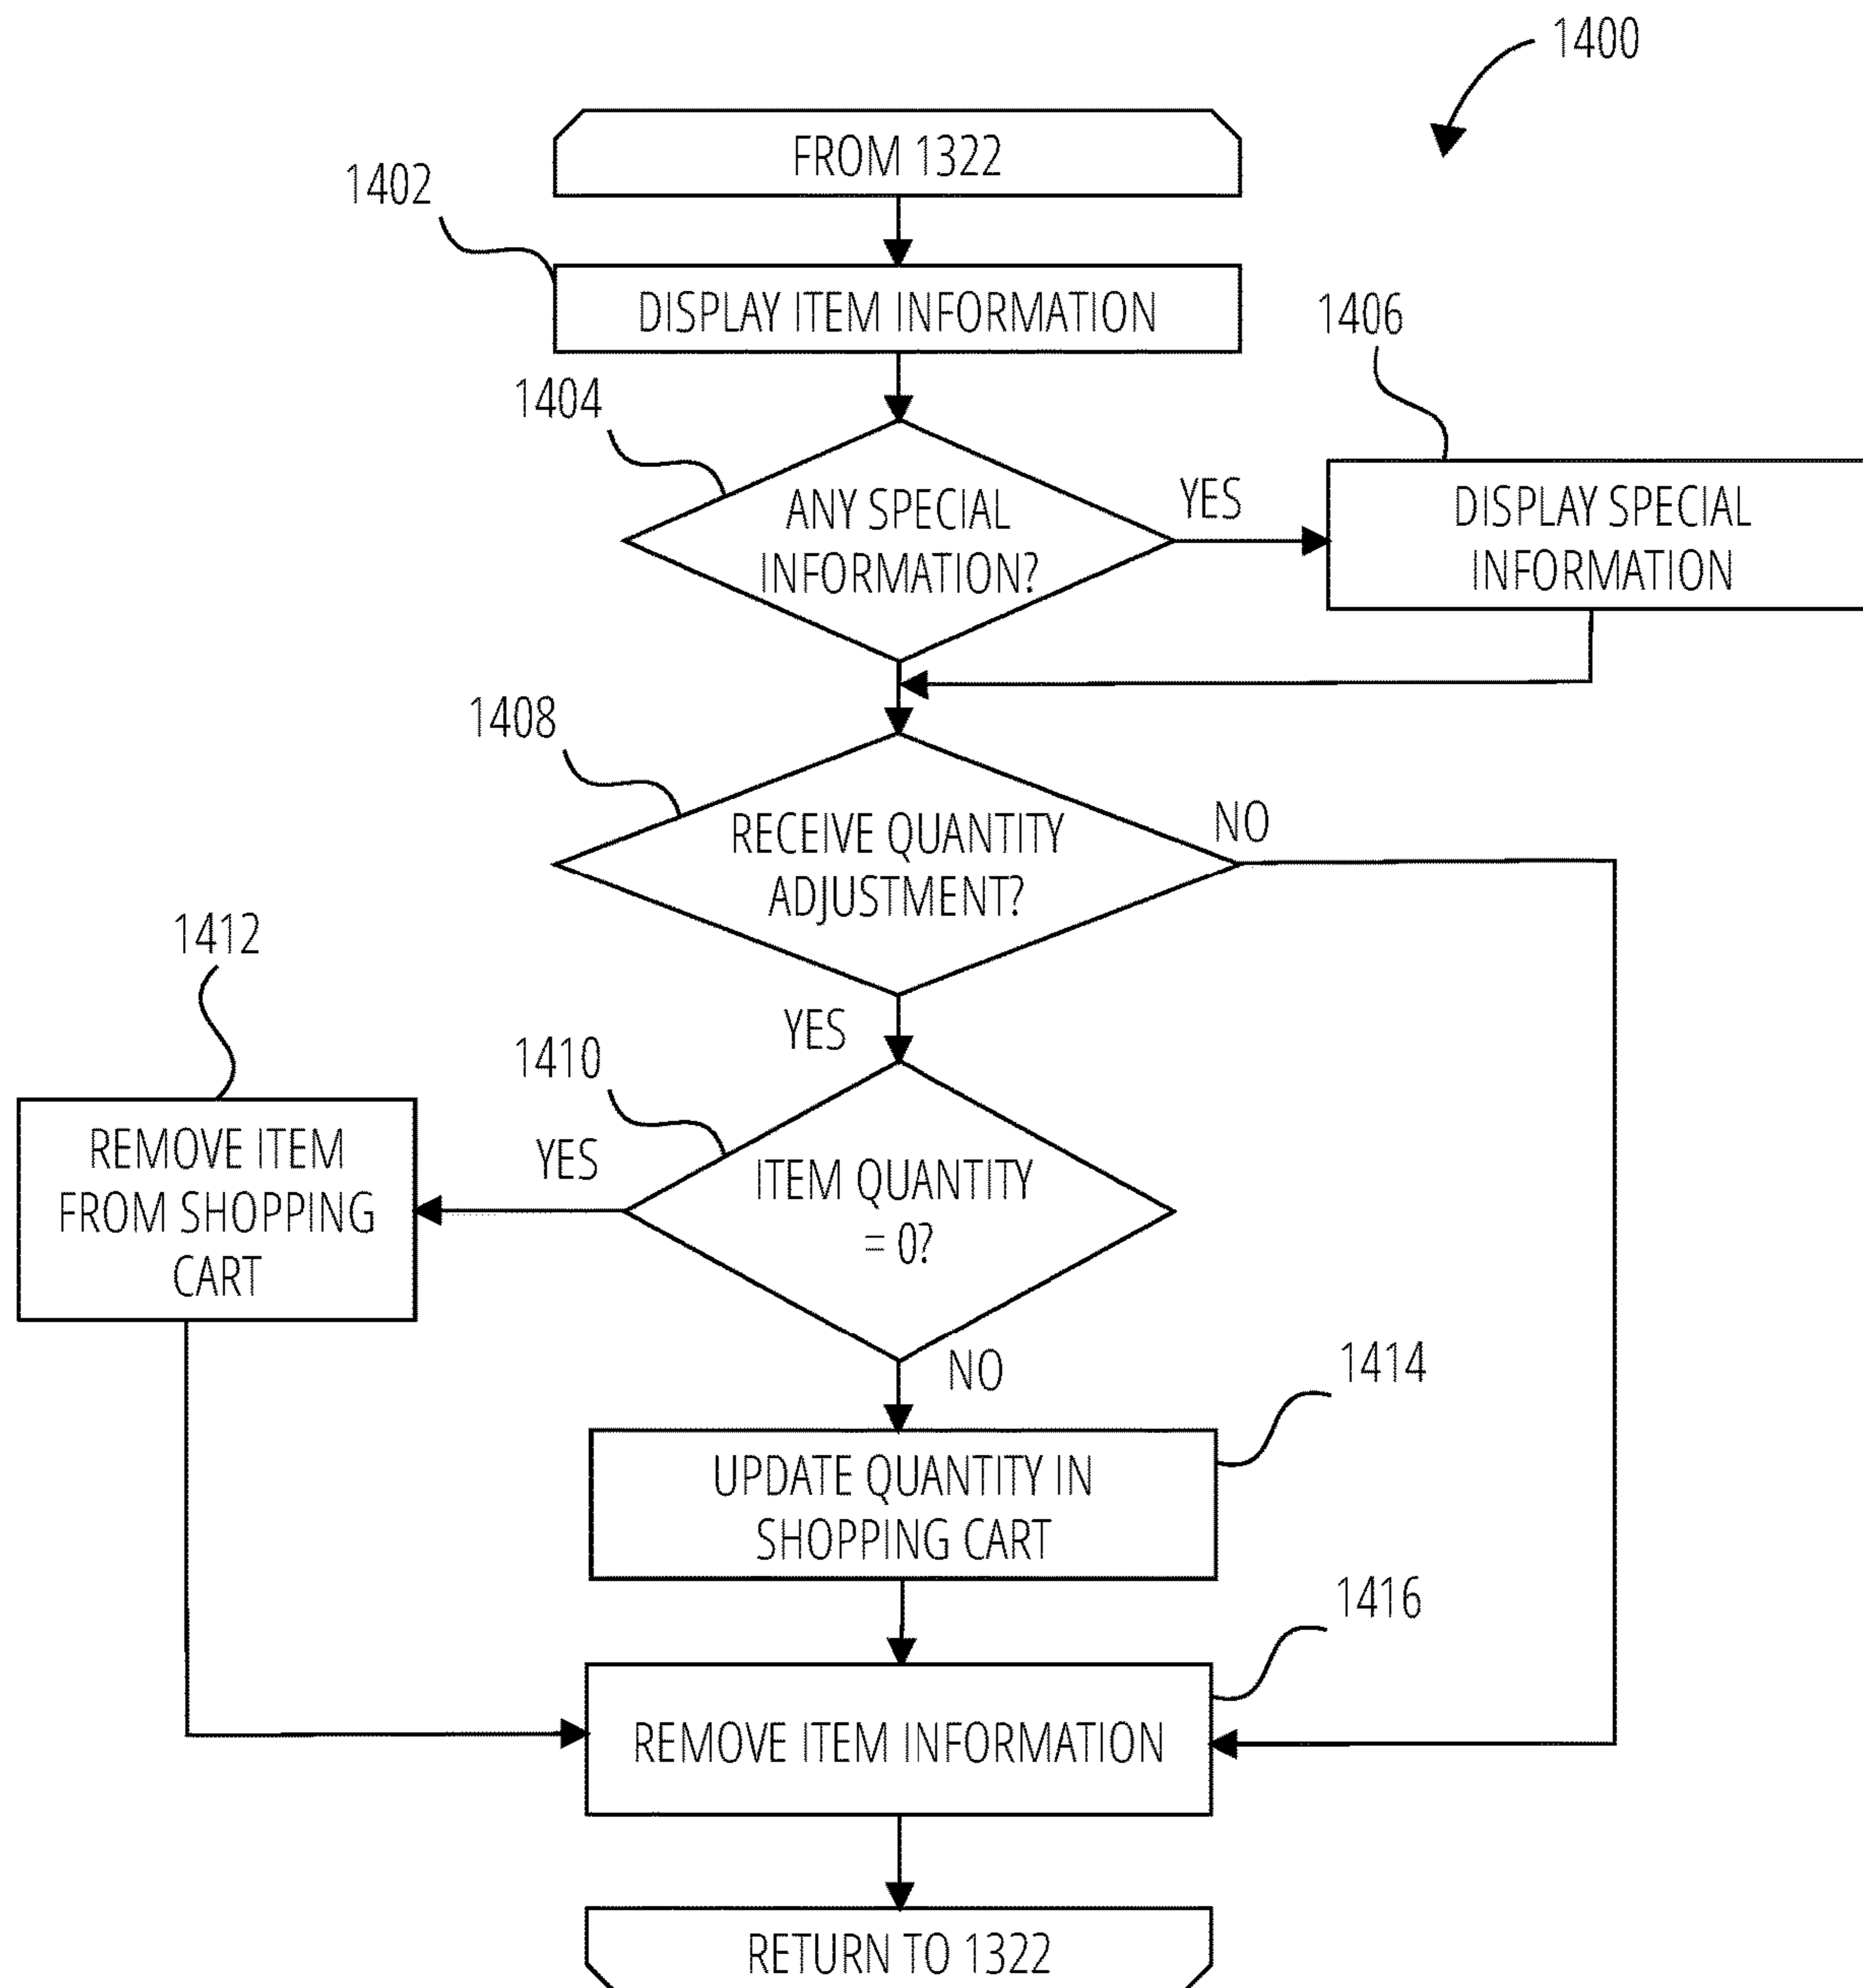 1400
FROM 1322
1402
DISPLAY ITEM INFORMATION
1406
1404
ANY SPECIAL
INFORMATION?
YES
DISPLAY SPECIAL
INFORMATION
1408
RECEIVE QUANTITY
ADJUSTMENT?
NO
1412
YES
1410
REMOVE ITEM
FROM SHOPPING
CART
YES
ITEM QUANTITY
= 0?
NO
1414
UPDATE QUANTITY IN
SHOPPING CART
1416
REMOVE ITEM INFORMATION
RETURN TO 1322